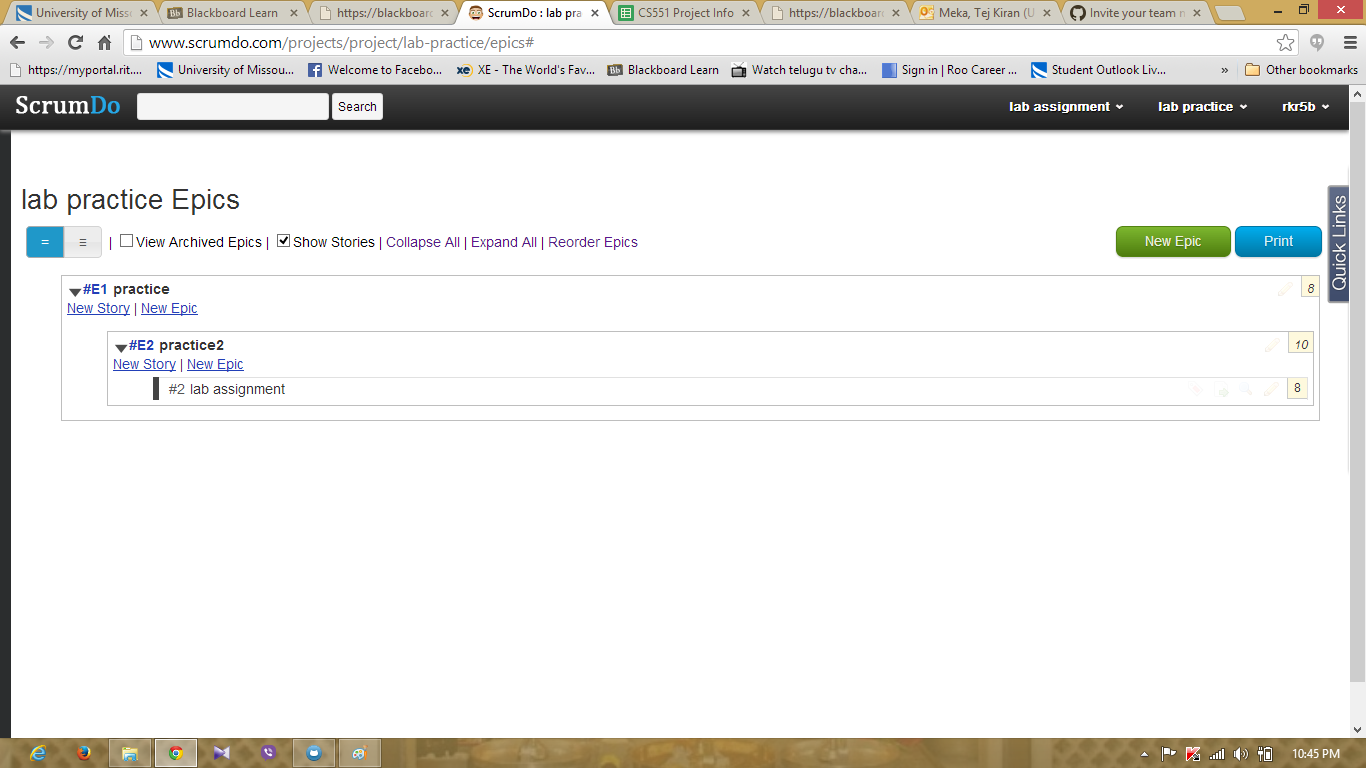 University of Miss
Blackboard Learn
https://blackboard
ScrumDo : lab pra
CS551 Project Info
https://blackboar
Meka, Tej Kiran (U
Invite your team n
www.scrumdo.com/projects/project/lab-practice/epics#
https://myportal.rit....
University of Missou...
Welcome to Facebo...
XE - The World's Fav...
Bb Blackboard Learn
Watch telugu tv cha...
Sign in | Roo Career ...
Student Outlook Liv...
»
Other bookmarks
ScrumDo
Search
lab assignment
lab practice
rkr5b
lab practice Epics
| View Archived Epics | Show Stories | Collapse All | Expand All | Reorder Epics
New Epic
Print
Quick Links
#E1 practice
8
New Story | New Epic
#E2 practice2
10
New Story | New Epic
#2 lab assignment
8
10:45 PM